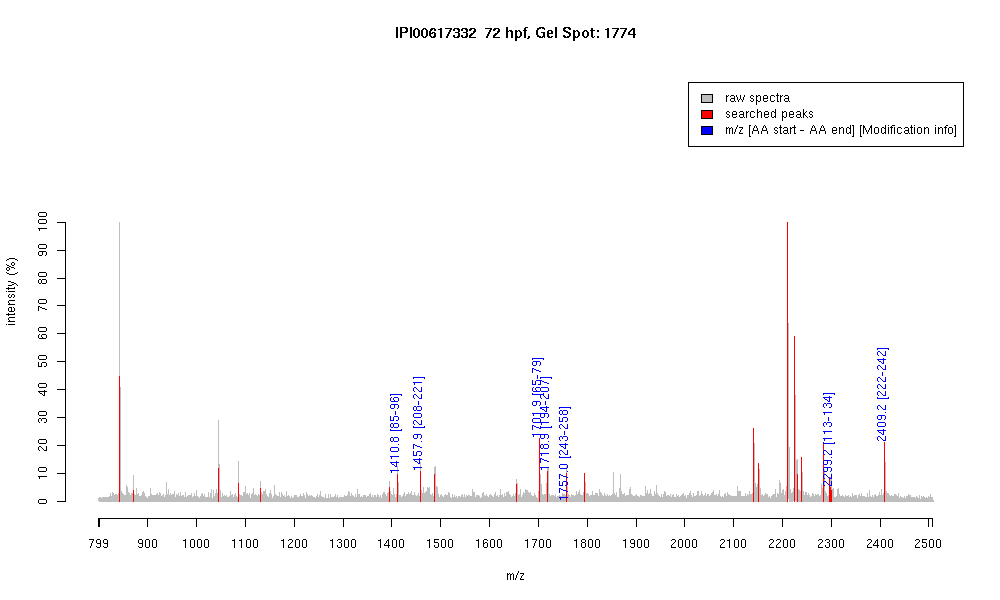 IPI00617332 72 hpf, Gel Spot: 1774
raw spectra
searched peaks
m/z [AA start - AA end] [Modification info]
intensity (%)
100
90
80
70
60
50
40
30
20
10
0
1410.8 [85-96]
1457.9 [208-221]
1701.9 [65-79]
1718.9 [194-207]
1757.0 [243-258]
2299.2 [113-134]
2409.2 [222-242]
799 900 1000 1100 1200 1300 1400 1500 1600 1700 1800 1900 2000 2100 2200 2300 2400 2500
m/z